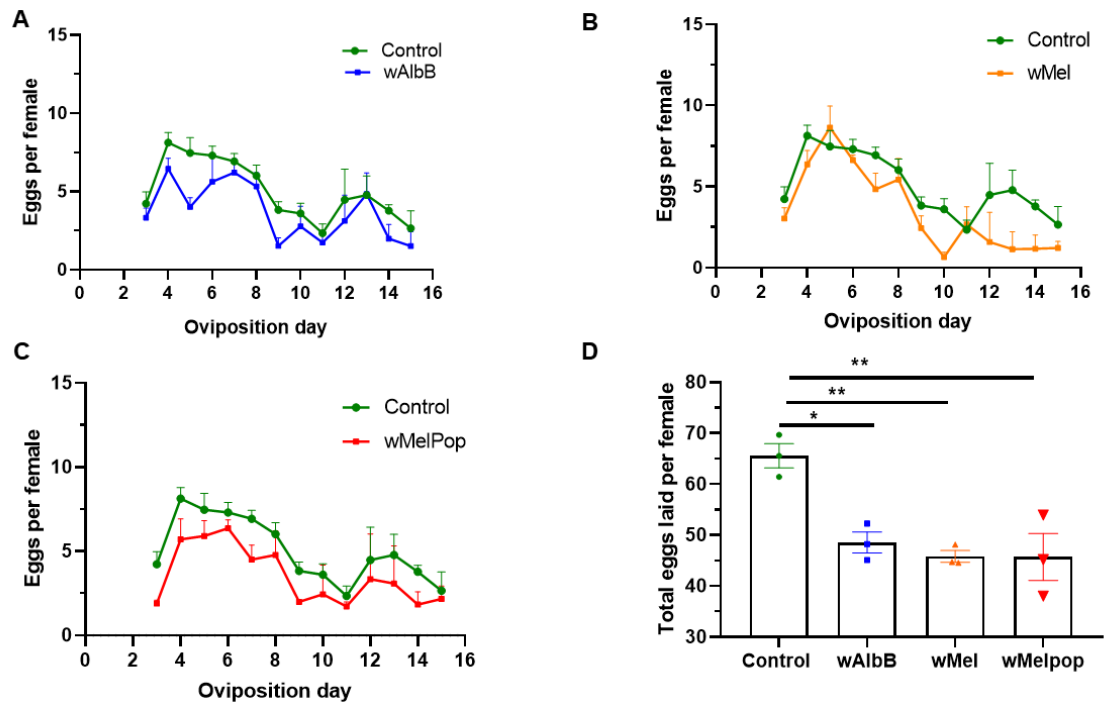 A
Eggs per female
15
10
5
0
Control
wAlbB
0 2 4 6 8 10 12 14 16
Oviposition day
B
Eggs per female
15
10
5
0
Control
wMel
0 2 4 6 8 10 12 14 16
Oviposition day
C
Eggs per female
15
10
5
0
Control
wMelPop
0 2 4 6 8 10 12 14 16
Oviposition day
D
Total eggs laid per female
80
70
60
50
40
30
**
**
*
Control wAlbB wMel wMelpop